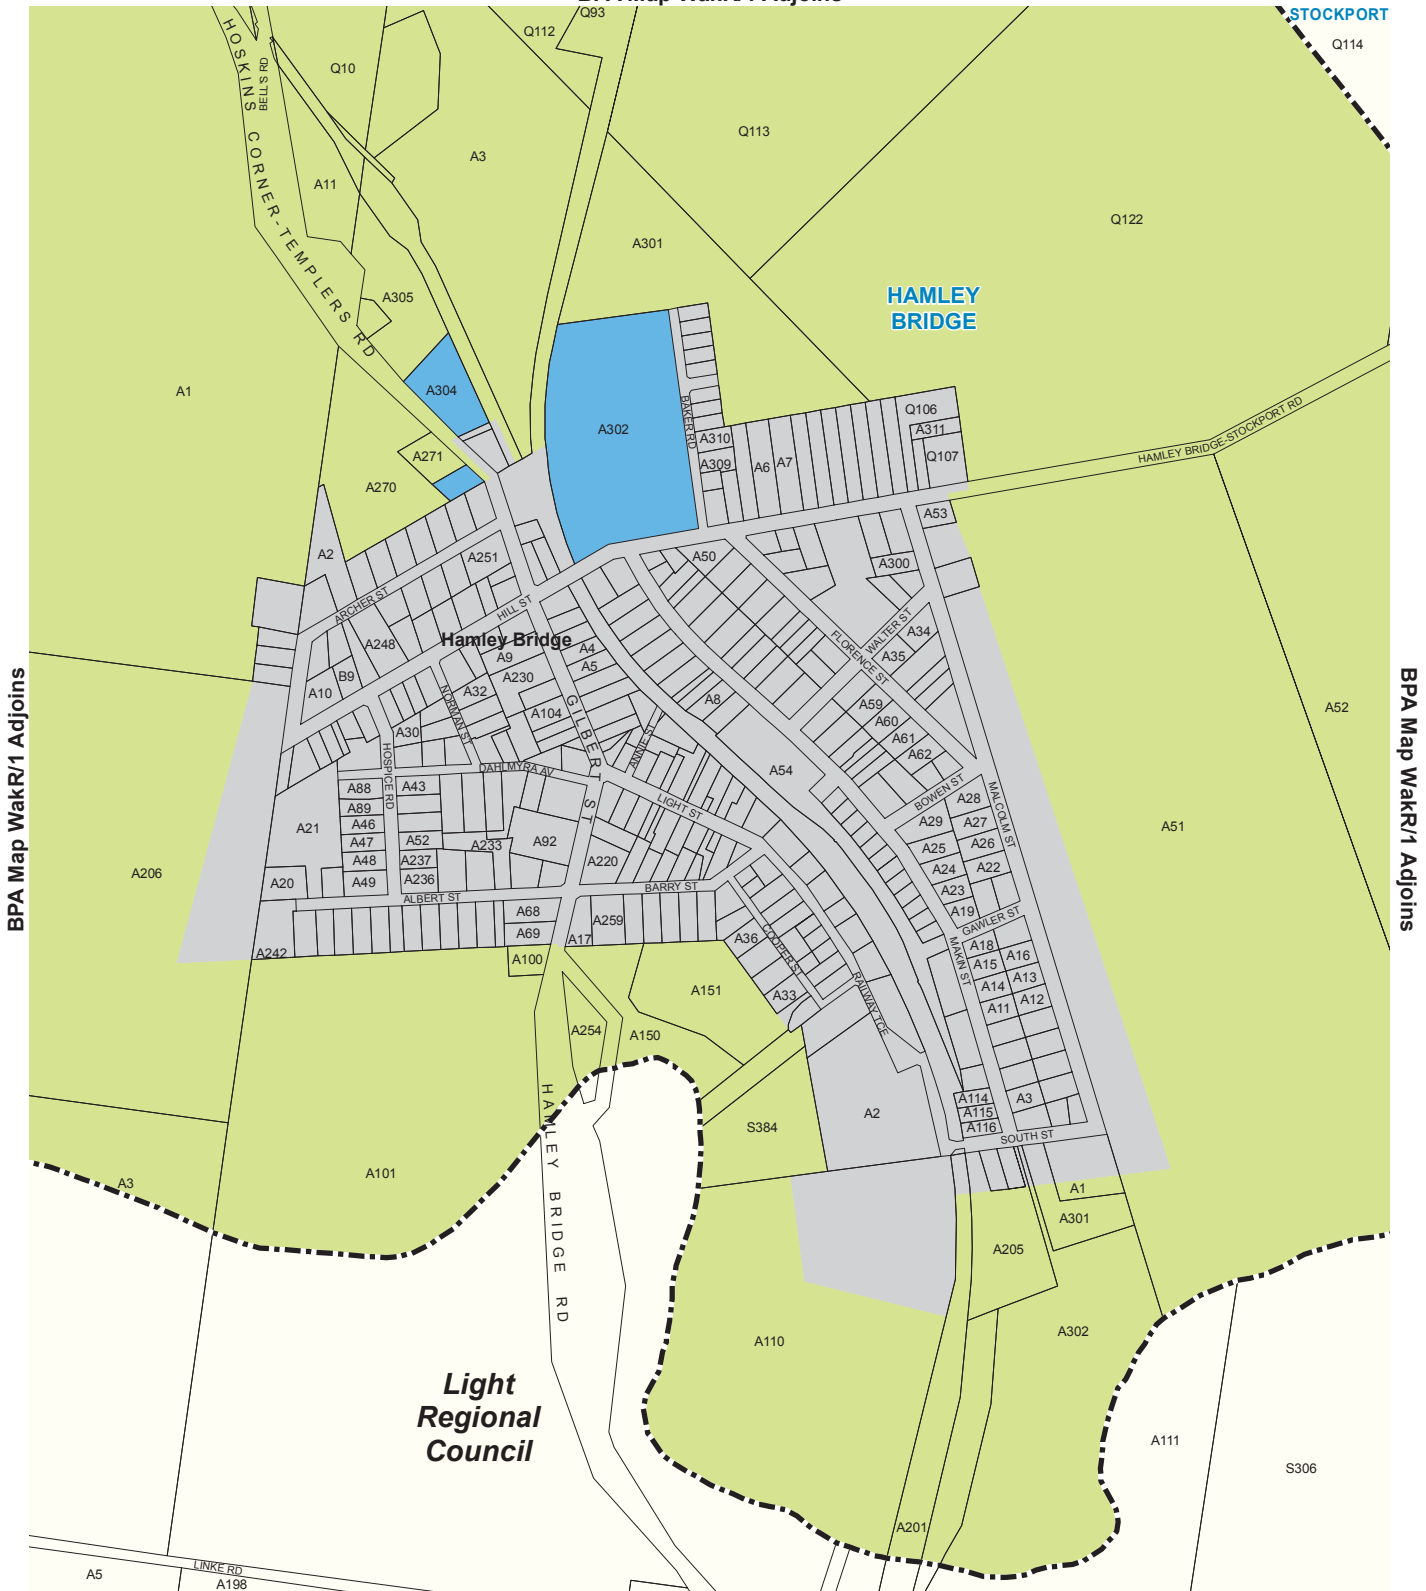 STOCKPORT
Q93
Q112
Q114
HOSKINS CORNER-TEMPLERS RD
BELL'S RD
Q10
Q113
A3
A11
Q122
A301
A305
HAMLEY
BRIDGE
A1
A304
A302
BAKER RD
Q106
A311
HAMLEY BRIDGE-STOCKPORT RD
A310
A271
Q107
A309
A6
A7
A270
A53
A2
A251
A50
A300
ARCHER ST
HILL ST
WALTER ST
Hamley Bridge
FLORENCE ST
A34
A248
A4
A9
A35
A5
B9
A230
A10
A32
NORMAN ST
GILBERT ST
A8
A59
A52
A104
A60
A30
ANNIE ST
A61
HOSPICE RD
A62
DAHLMYRA AV
A54
A88
A43
BOWEN ST
A28
MALCOLM ST
A89
LIGHT ST
A29
A27
A21
A46
A51
A47
A52
A233
A92
A25
A26
A48
A237
A220
A24
A22
A206
A20
A49
A236
BARRY ST
A23
ALBERT ST
A19
A68
A259
GAWLER ST
A69
A17
A36
COOPER ST
A18
A242
A100
MAKIN ST
A16
A15
A13
A151
A33
RAILWAY TCE
A14
A12
A11
A254
A150
HAMLEY BRIDGE RD
A114
A3
A2
A115
S384
A116
SOUTH ST
A101
A3
A1
A301
A205
A110
A302
Light
Regional
Council
A111
S306
A201
LINKE RD
A5
A198
BPA Map WakR/1 Adjoins
BPA Map WakR/1 Adjoins